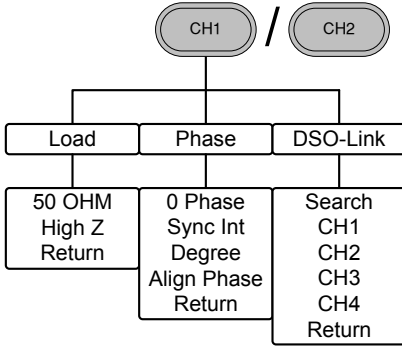 CH1 / CH2
Load Phase DSO-Link
50 OHM
High Z
Return
0 Phase
Sync Int
Degree
Align Phase
Return
Search
CH1
CH2
CH3
CH4
Return